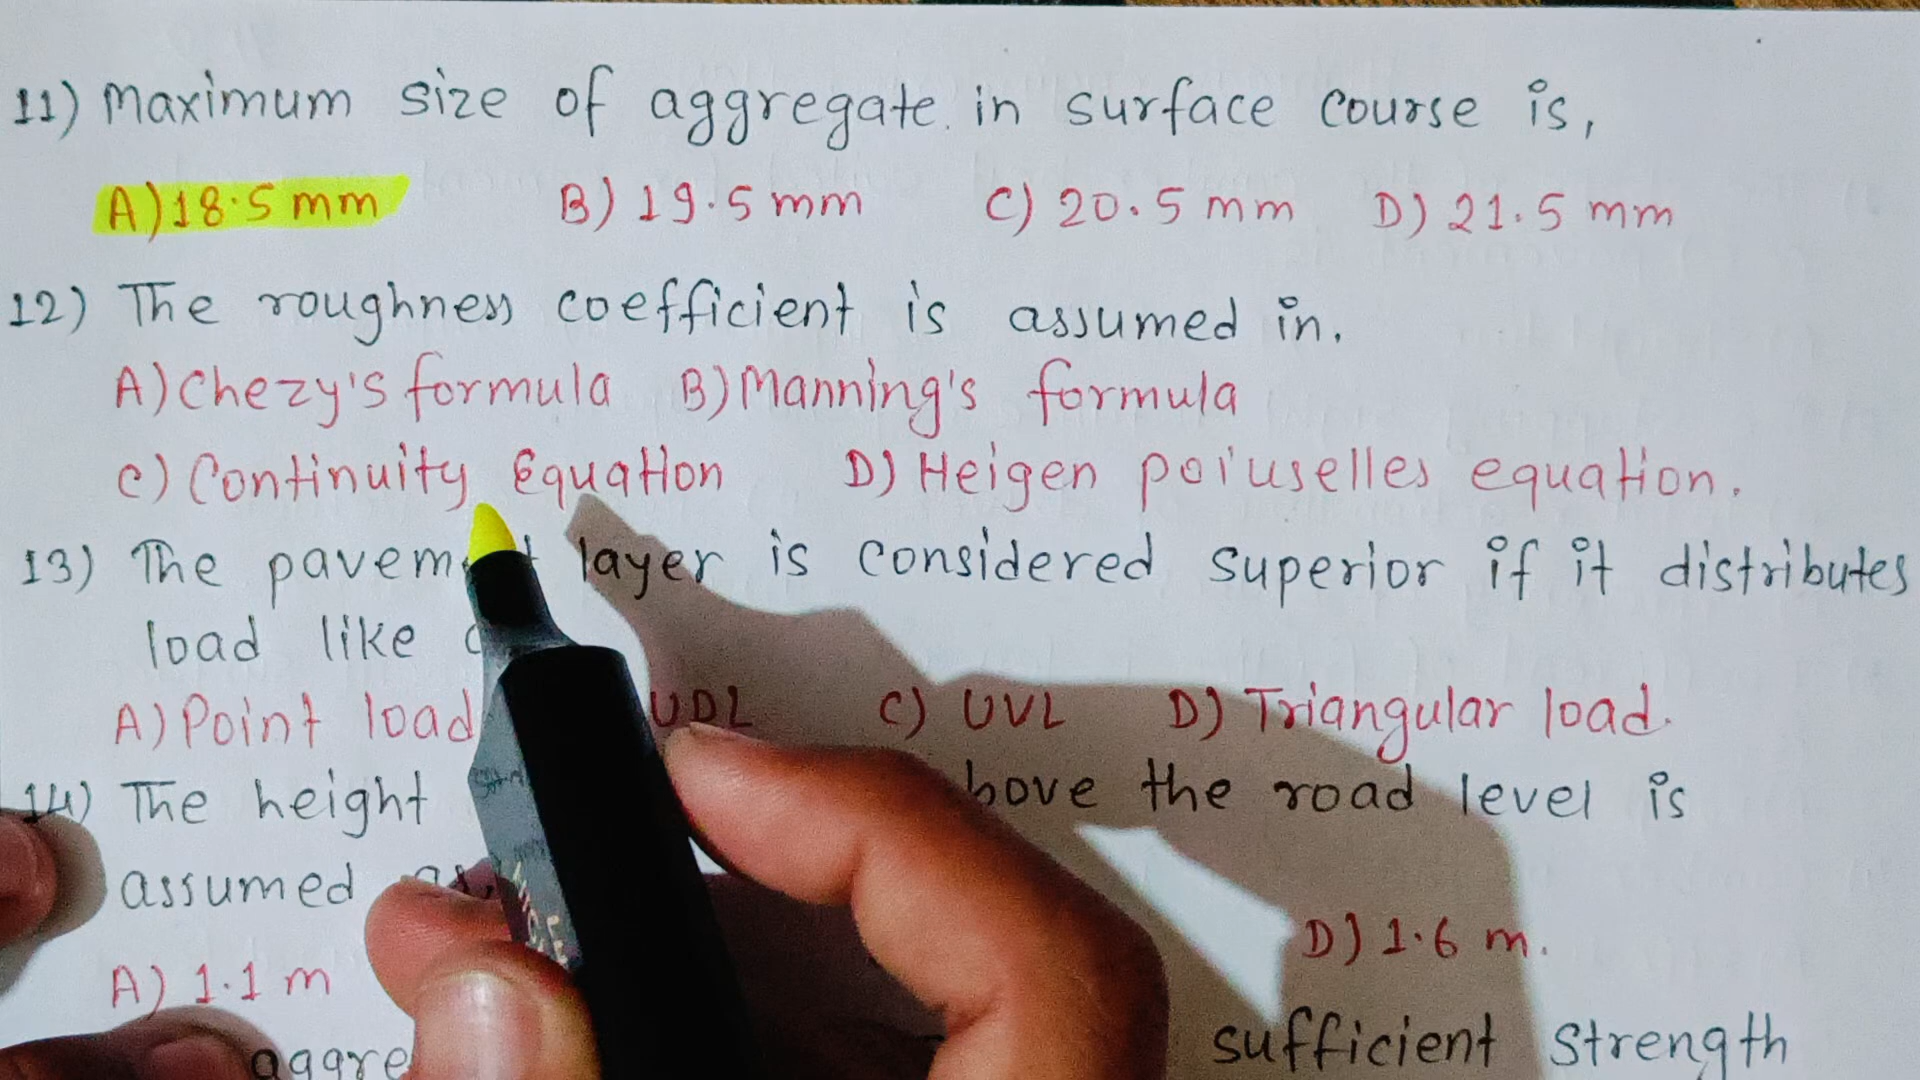 11) Maximum size of aggregate in surface course is,
A) 18.5 mm B) 19.5 mm C) 20.5 mm D) 21.5 mm
12) The roughness coefficient is assumed in.
A) Chezy's formula B) Manning's formula
C) Continuity Equation D) Heigen poiuselles equation.
13) The layer is considered superior if it distributes
load like
A) Point load UDL C) UVL D) Triangular load.
14) The height the road level is
assumed as,
D) 1.6 m.
A) 1.1 m
sufficient strength